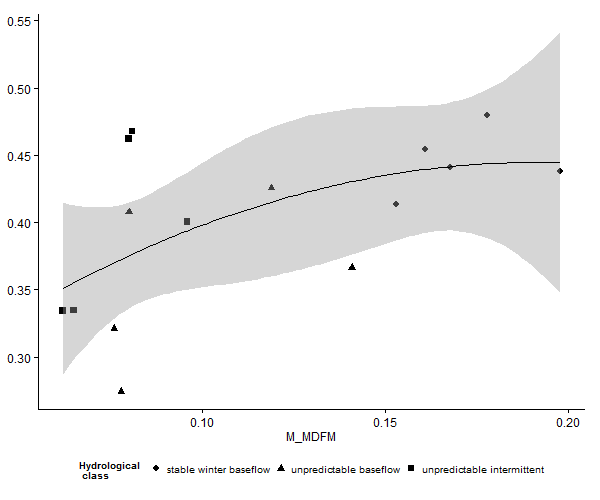 0.55
0.50
0.45
0.40
0.35
0.30
0.10 0.15 0.20
M_MDFM
Hydrological
class
stable winter baseflow unpredictable baseflow unpredictable intermittent